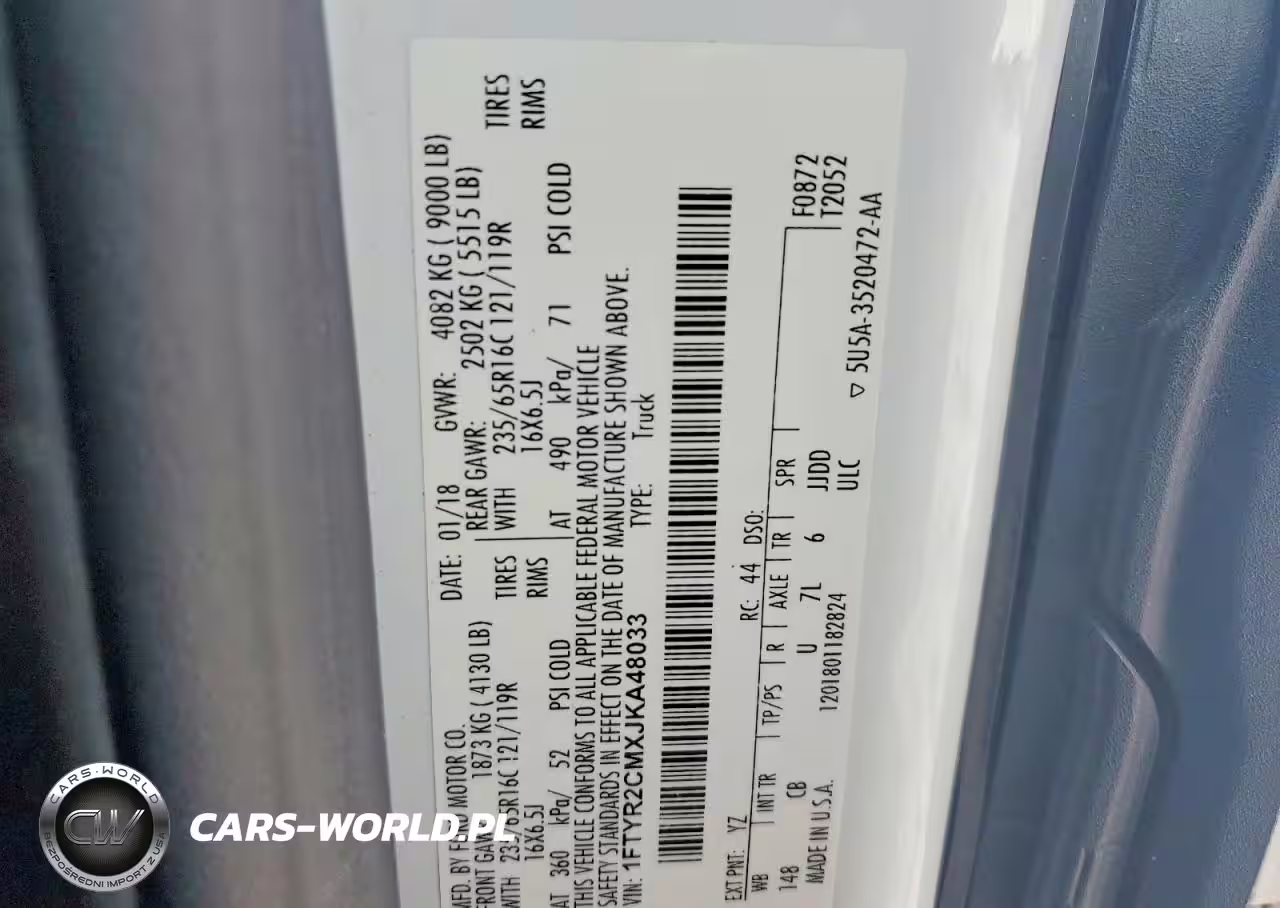 MFD. BY FORD MOTOR CO.
DATE: 01/18 GVWR: 4082 KG ( 9000 LB)
FRONT GAWR: 1873 KG ( 4130 LB)
REAR GAWR: 2502 KG ( 5515 LB)
WITH 235/65R16C 121/119R TIRES
WITH 235/65R16C 121/119R TIRES
16X6.5J RIMS
16X6.5J RIMS
AT 360 kPa/ 52 PSI COLD
AT 490 kPa/ 71 PSI COLD
THIS VEHICLE CONFORMS TO ALL APPLICABLE FEDERAL MOTOR VEHICLE
SAFETY STANDARDS IN EFFECT ON THE DATE OF MANUFACTURE SHOWN ABOVE.
VIN: 1FTYR2CMXJKA48033 TYPE: Truck
EXT PNT: YZ RC: 44 DSO:
WB INT TR TP/PS R AXLE TR SPR F0872
148 CB U 7L 6 JJDD T2052
MADE IN U.S.A. 1201801182824 ULC
▽ 5U5A-3520472-AA
CARS-WORLD
CW
BEZPOŚREDNI IMPORT Z USA
CARS-WORLD.PL